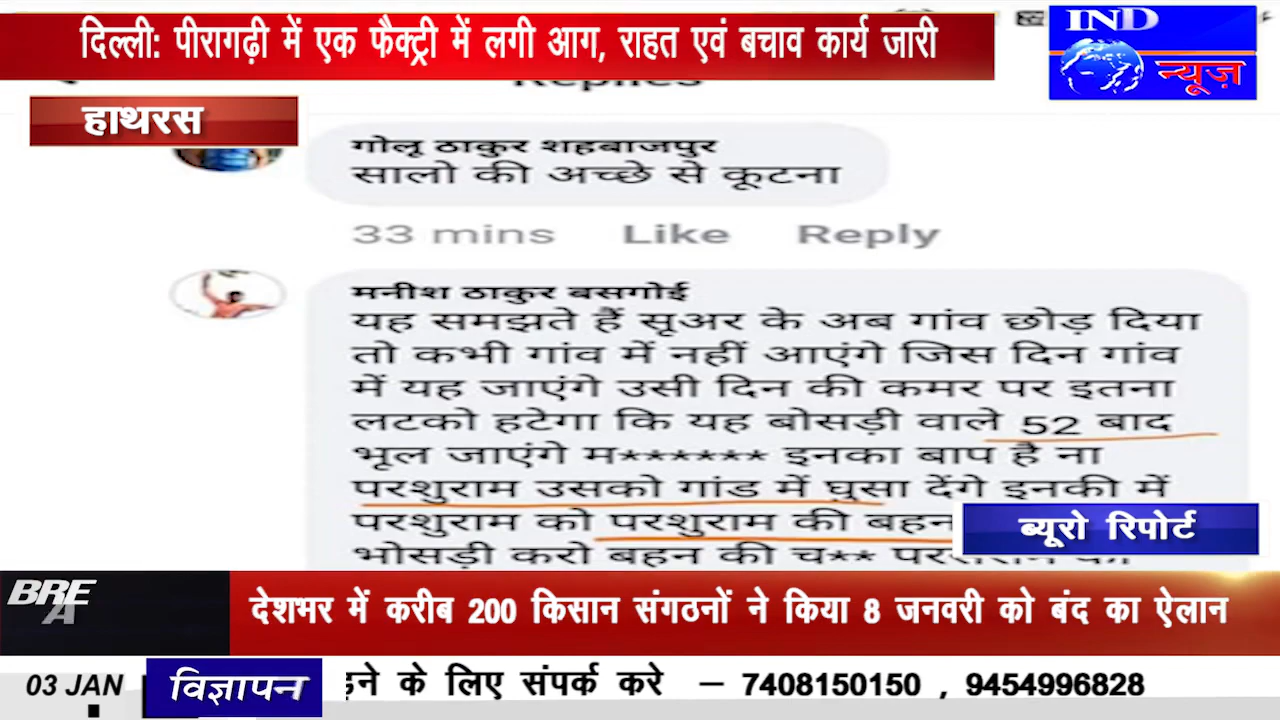 दिल्ली: पीरागढ़ी में एक फैक्ट्री में लगी आग, राहत एवं बचाव कार्य जारी
IND
न्यूज़
Replies
हाथरस
गोलू ठाकुर शहबाजपुर
सालो की अच्छे से कूटना
33 mins Like Reply
मनीश ठाकुर बसगोई
यह समझते हैं सूअर के अब गांव छोड़ दिया
तो कभी गांव में नहीं आएंगे जिस दिन गांव
में यह जाएंगे उसी दिन की कमर पर इतना
लटको हटेगा कि यह बोसड़ी वाले 52 बाद
भूल जाएंगे म****** इनका बाप है ना
परशुराम उसको गांड में घुसा देंगे इनकी में
परशुराम को परशुराम की बहन
भोसड़ी करो बहन की च**
ब्यूरो रिपोर्ट
BREA
देशभर में करीब 200 किसान संगठनों ने किया 8 जनवरी को बंद का ऐलान
03 JAN
विज्ञापन
ने के लिए संपर्क करे – 7408150150 , 9454996828